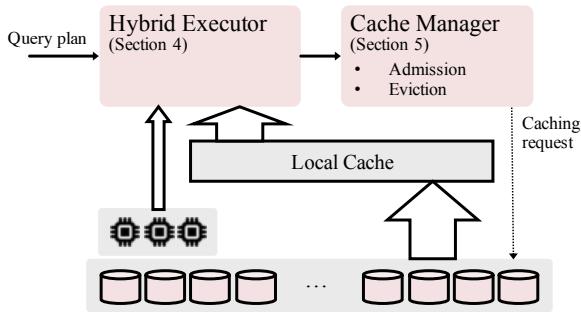 Query plan
Hybrid Executor
(Section 4)
Cache Manager
(Section 5)
• Admission
• Eviction
Caching
request
Local Cache
...